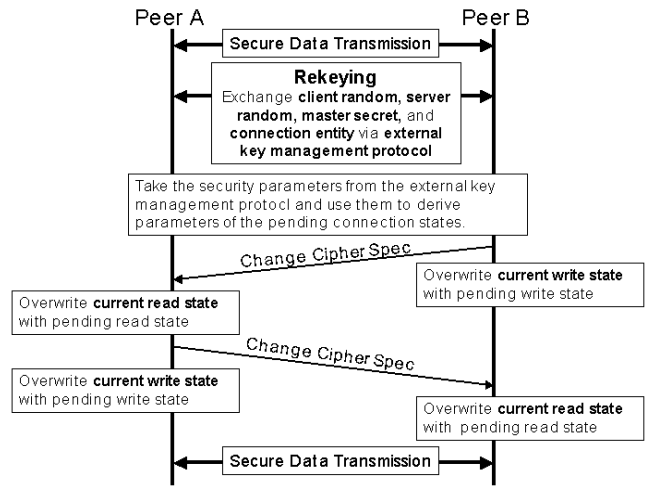 Peer A
Peer B
Secure Data Transmission
Rekeying
Exchange client random, server
random, master secret, and
connection entity via external
key management protocol
Take the security parameters from the external key
management protocl and use them to derive
parameters of the pending connection states.
Change Cipher Spec
Overwrite current write state
with pending write state
Overwrite current read state
with pending read state
Change Cipher Spec
Overwrite current write state
with pending write state
Overwrite current read state
with pending read state
Secure Data Transmission